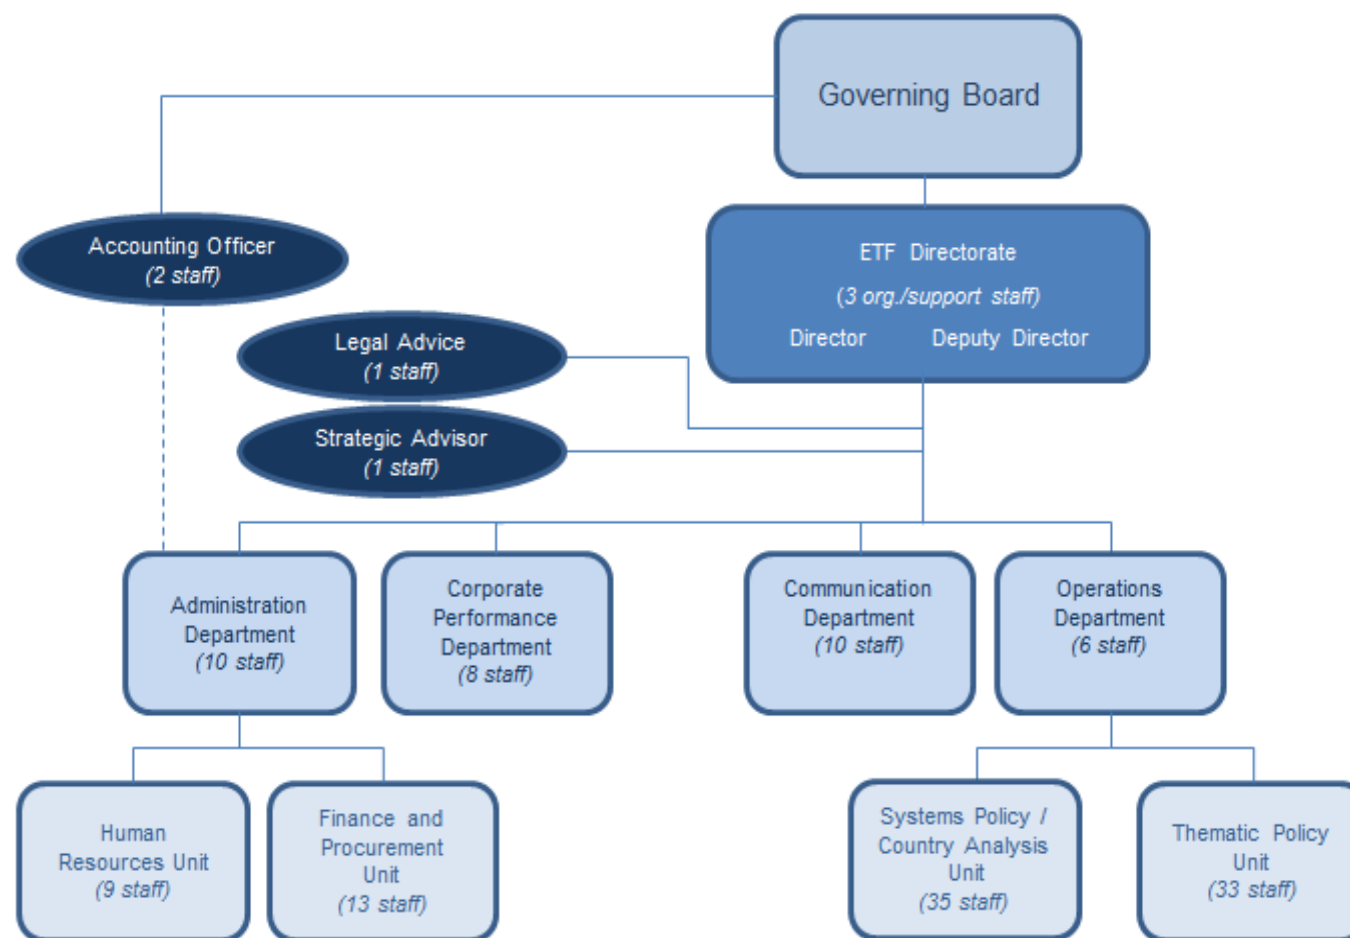 Governing Board
Accounting Officer
(2 staff)
ETF Directorate
(3 org./support staff)
Director Deputy Director
Legal Advice
(1 staff)
Strategic Advisor
(1 staff)
Administration
Department
(10 staff)
Corporate
Performance
Department
(8 staff)
Communication
Department
(10 staff)
Operations
Department
(6 staff)
Human
Resources Unit
(9 staff)
Finance and
Procurement
Unit
(13 staff)
Systems Policy /
Country Analysis
Unit
(35 staff)
Thematic Policy
Unit
(33 staff)